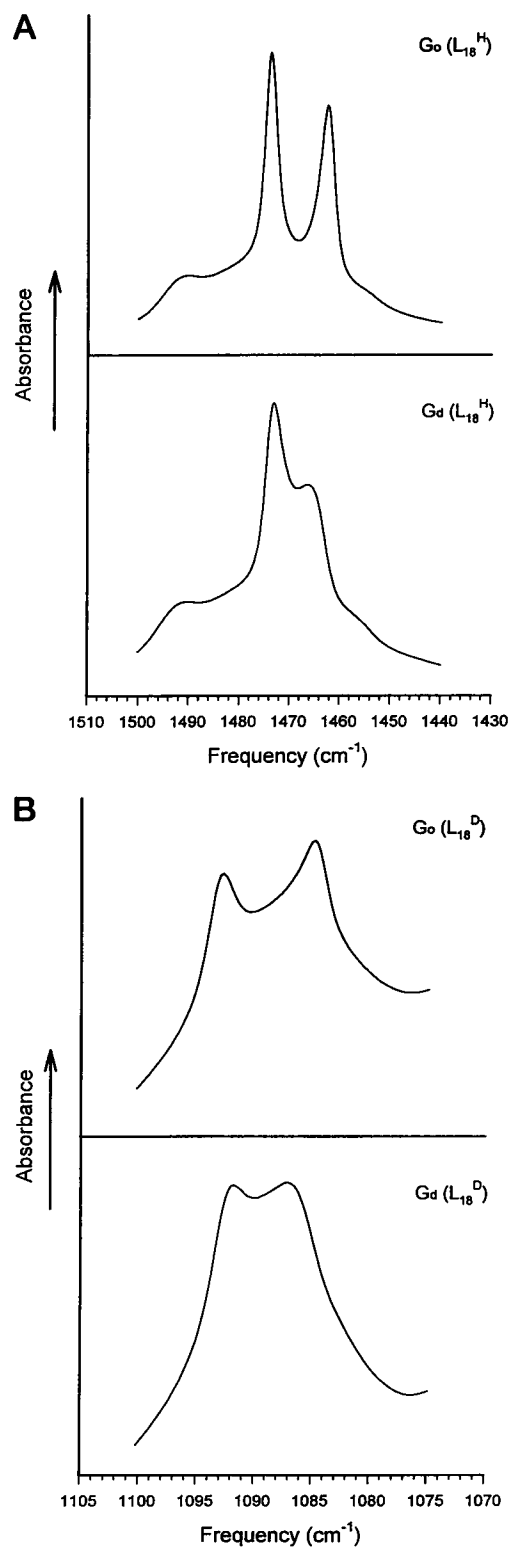 A
Go (L₁₈ᴴ)
Absorbance
Gd (L₁₈ᴴ)
1510 1500 1490 1480 1470 1460 1450 1440 1430
Frequency (cm⁻¹)
B
Go (L₁₈ᴰ)
Absorbance
Gd (L₁₈ᴰ)
1105 1100 1095 1090 1085 1080 1075 1070
Frequency (cm⁻¹)